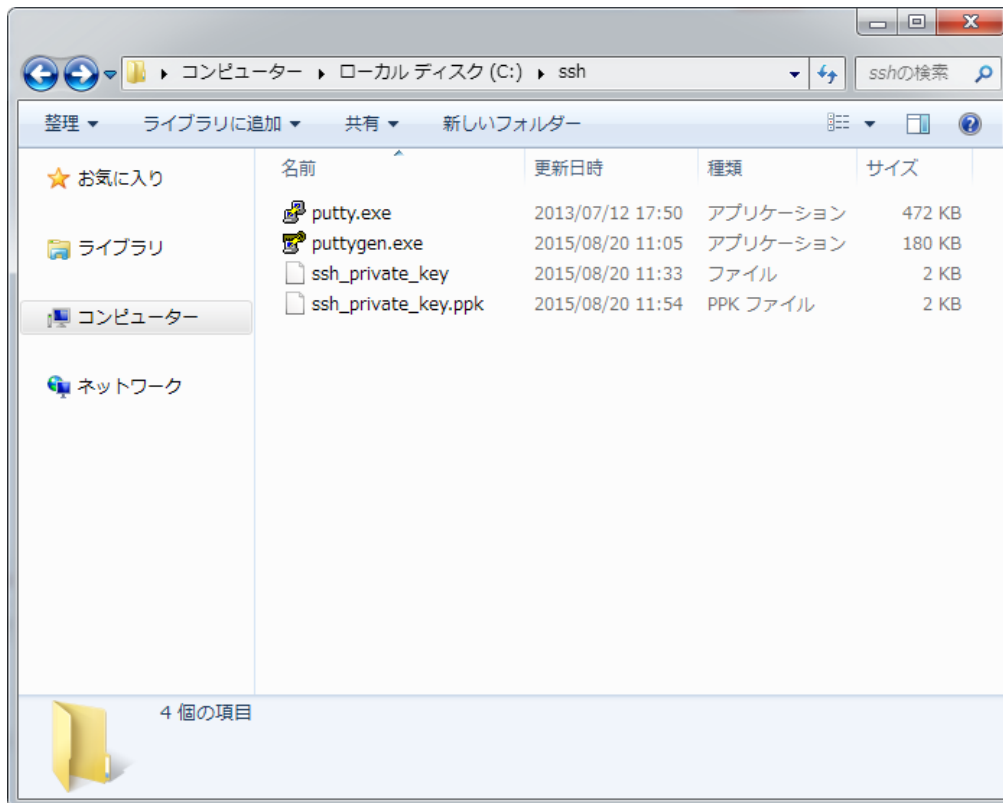 コンピューター ローカル ディスク (C:) ssh sshの検索
整理 ライブラリに追加 共有 新しいフォルダー
お気に入り
ライブラリ
コンピューター
ネットワーク
名前 更新日時 種類 サイズ
putty.exe 2013/07/12 17:50 アプリケーション 472 KB
puttygen.exe 2015/08/20 11:05 アプリケーション 180 KB
ssh_private_key 2015/08/20 11:33 ファイル 2 KB
ssh_private_key.ppk 2015/08/20 11:54 PPK ファイル 2 KB
4 個の項目